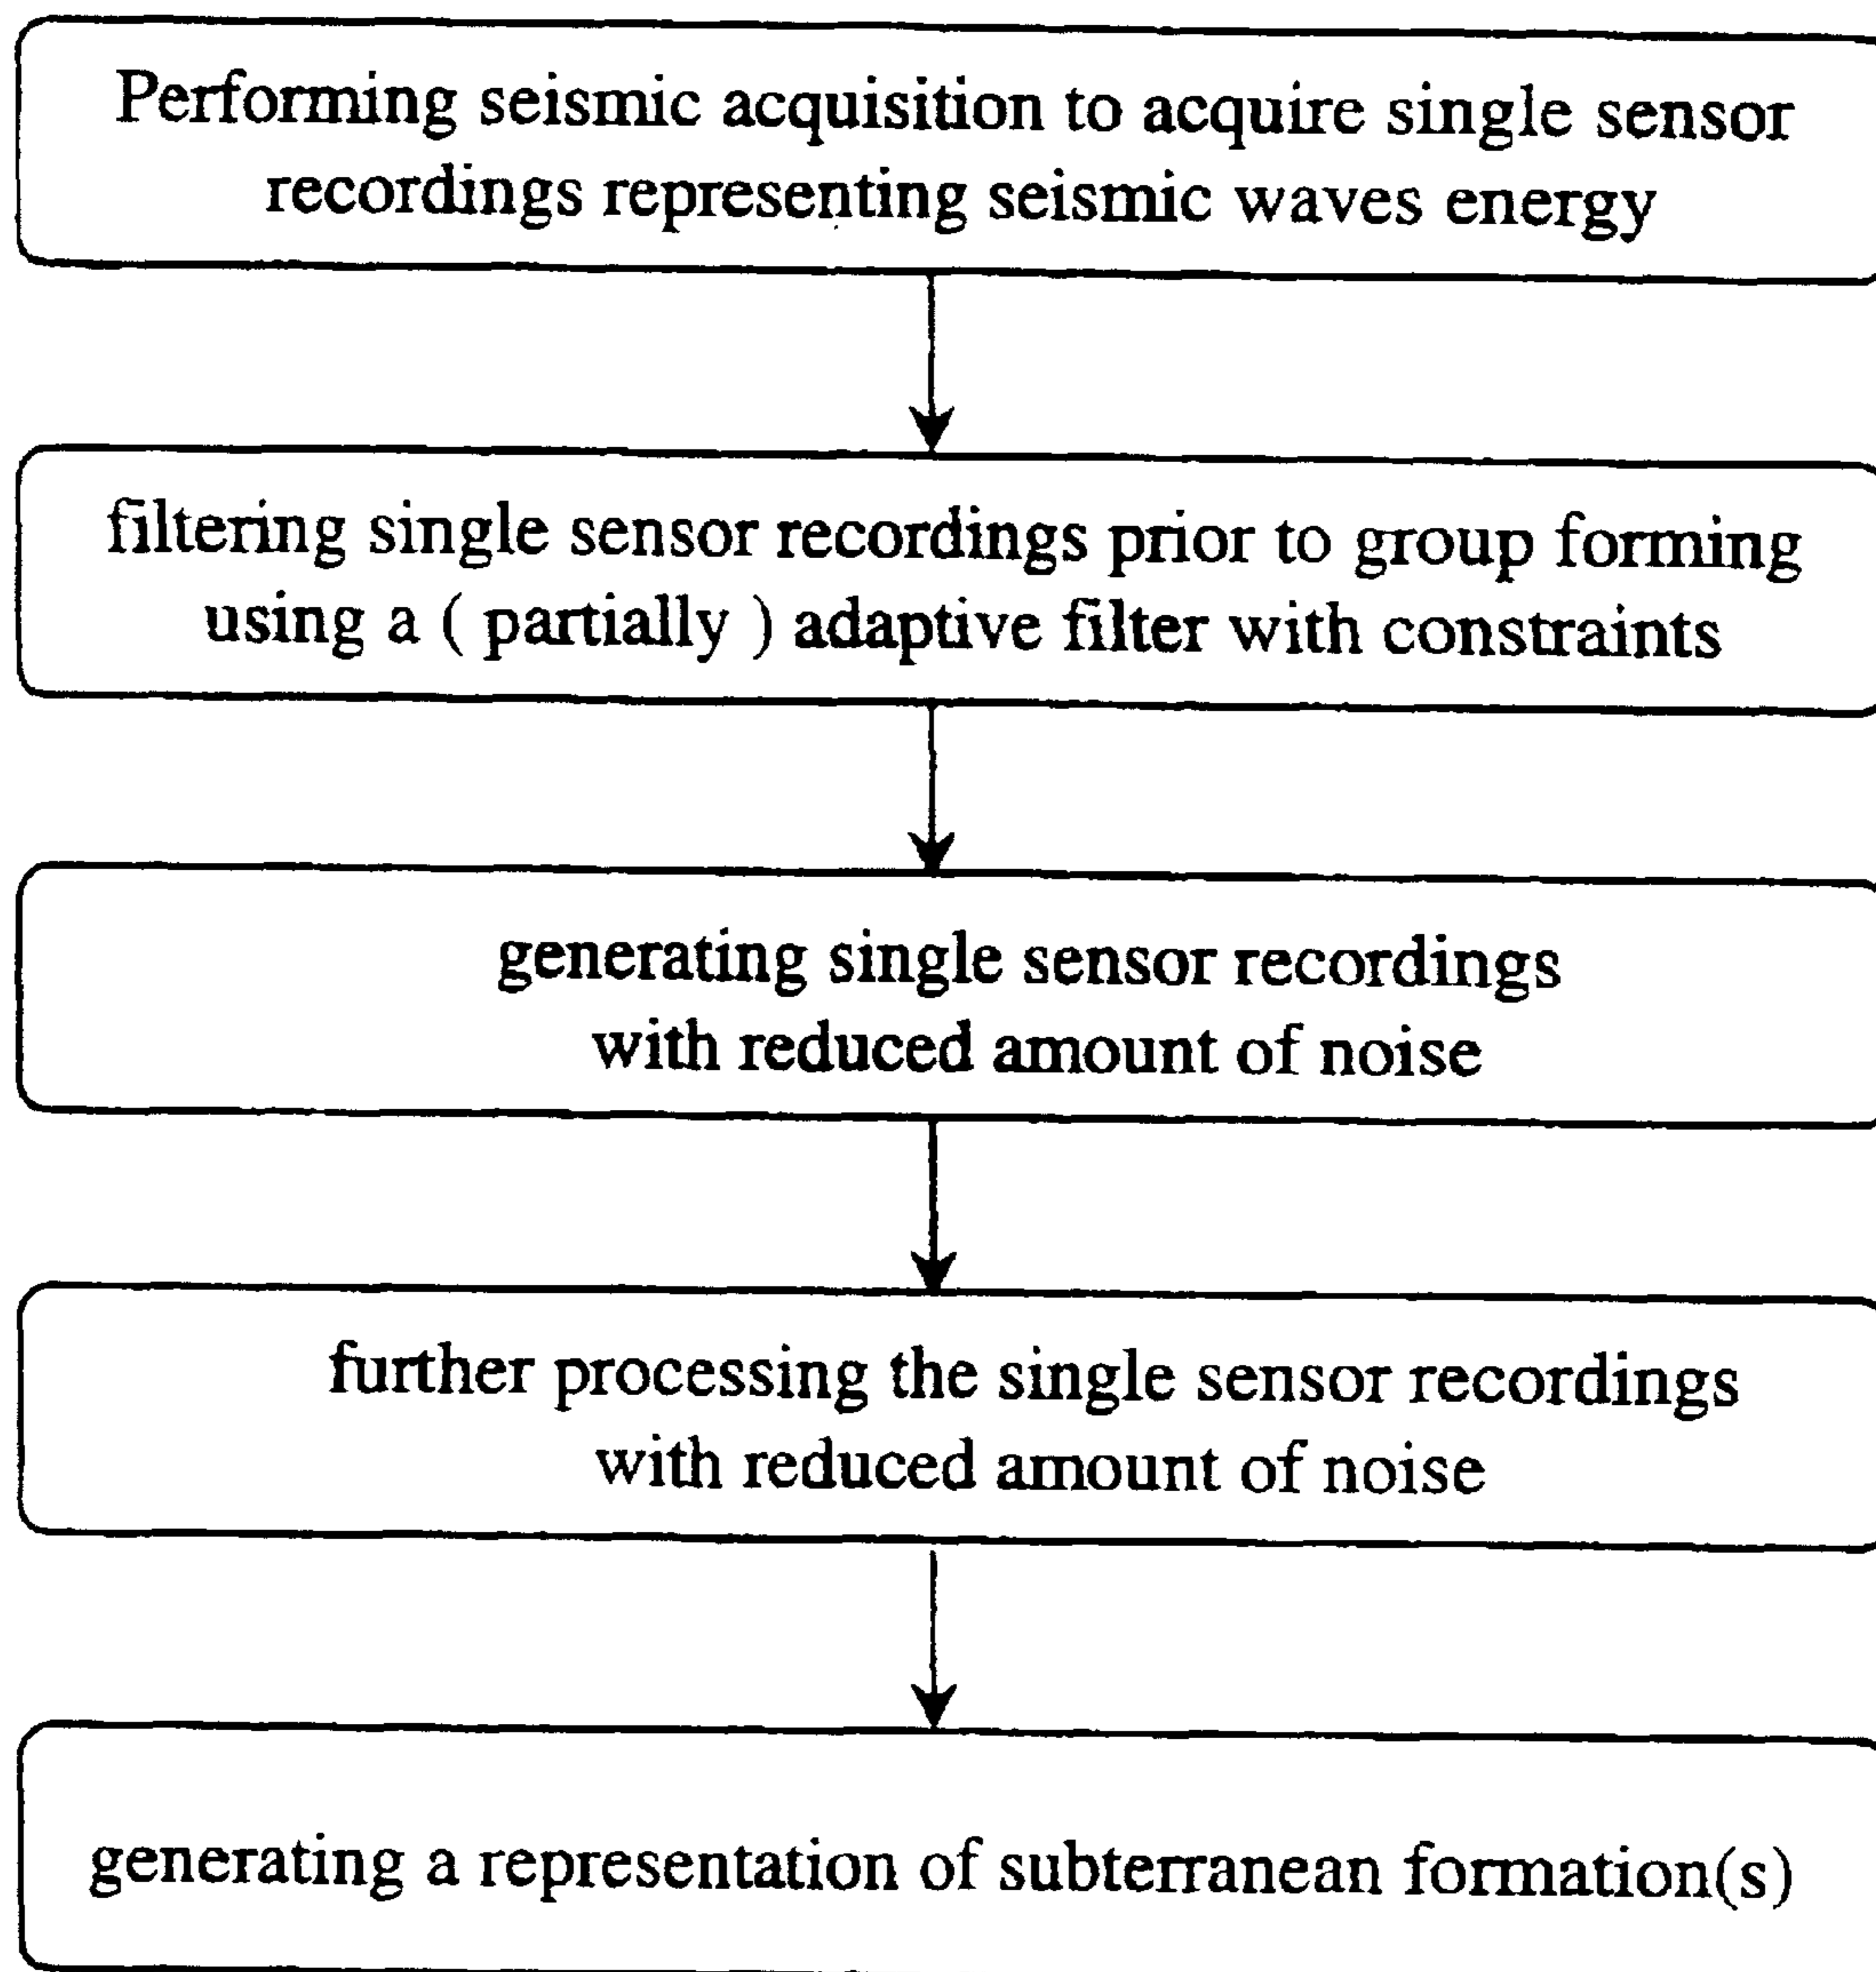 Performing seismic acquisition to acquire single sensor
recordings representing seismic waves energy
filtering single sensor recordings prior to group forming
using a ( partially ) adaptive filter with constraints
generating single sensor recordings
with reduced amount of noise
further processing the single sensor recordings
with reduced amount of noise
generating a representation of subterranean formation(s)